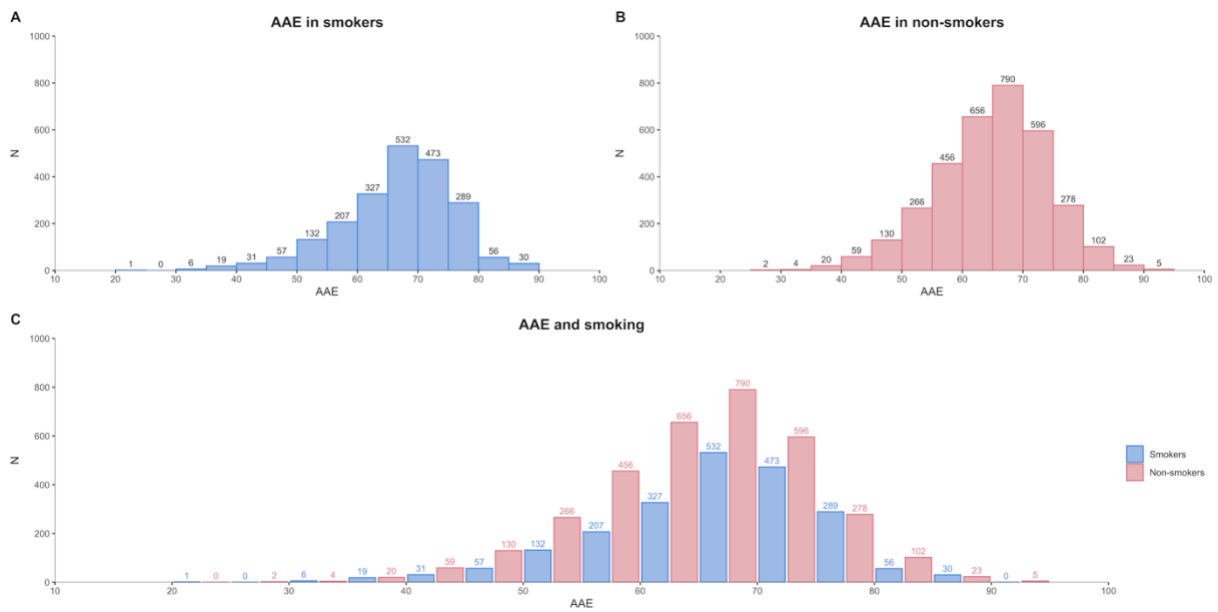 A
AAE in smokers
1000
800
600
400
200
0
N
1 0 6 19 31 57 132 207 327 532 473 289 56 30
10 20 30 40 50 60 70 80 90 100
AAE
B
AAE in non-smokers
1000
800
600
400
200
0
N
2 4 20 59 130 266 456 656 790 596 278 102 23 5
10 20 30 40 50 60 70 80 90 100
AAE
C
AAE and smoking
1000
800
600
400
200
0
N
1 0 0 2 6 4 19 20 31 59 57 130 132 266 207 456 327 656 532 790 473 596 289 278 56 102 30 23 0 5
10 20 30 40 50 60 70 80 90 100
AAE
Smokers
Non-smokers